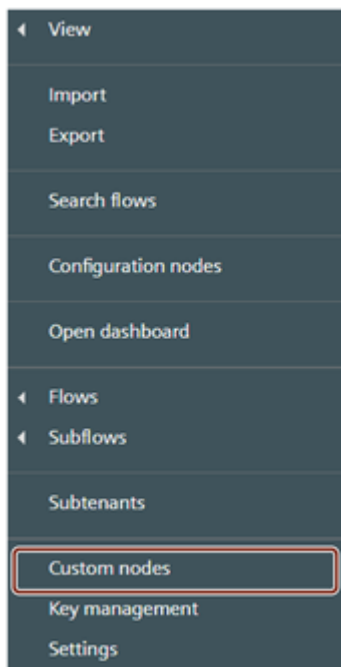 View
Import
Export
Search flows
Configuration nodes
Open dashboard
Flows
Subflows
Subtenants
Custom nodes
Key management
Settings